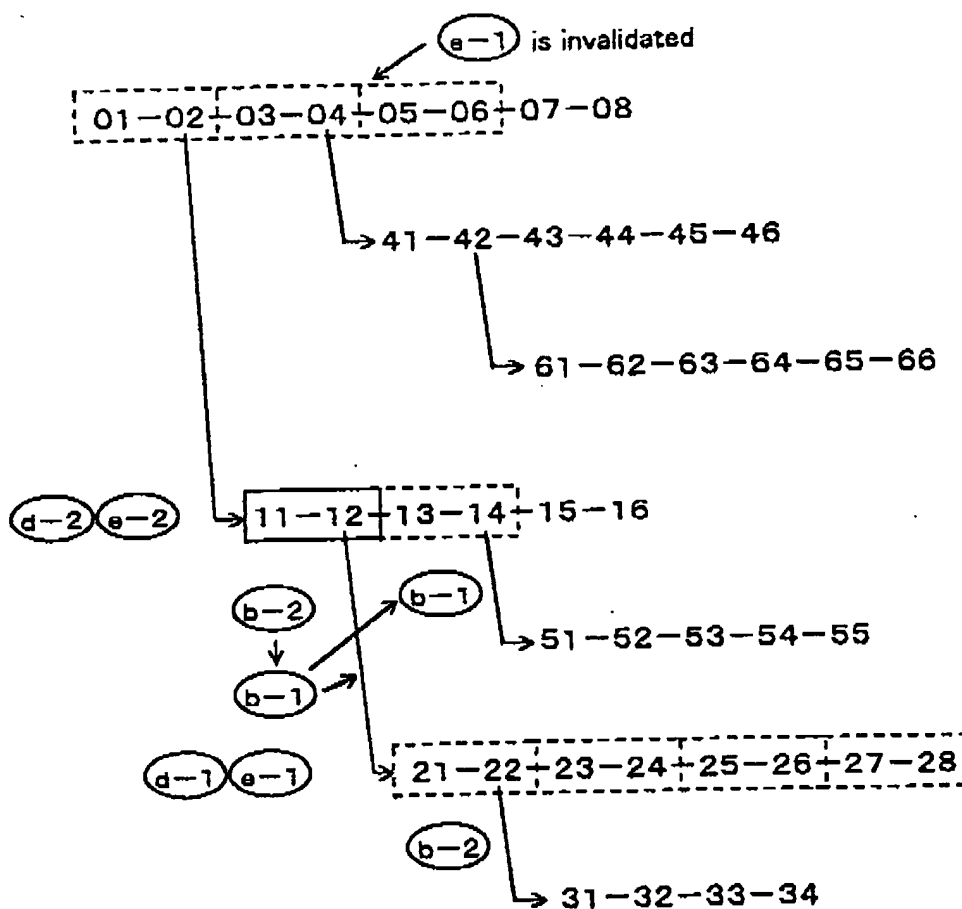 e-1 is invalidated
01-02-03-04-05-06-07-08
41-42-43-44-45-46
61-62-63-64-65-66
d-2 e-2 11-12-13-14-15-16
b-2 b-1
51-52-53-54-55
b-1
d-1 e-1 21-22-23-24-25-26-27-28
b-2
31-32-33-34